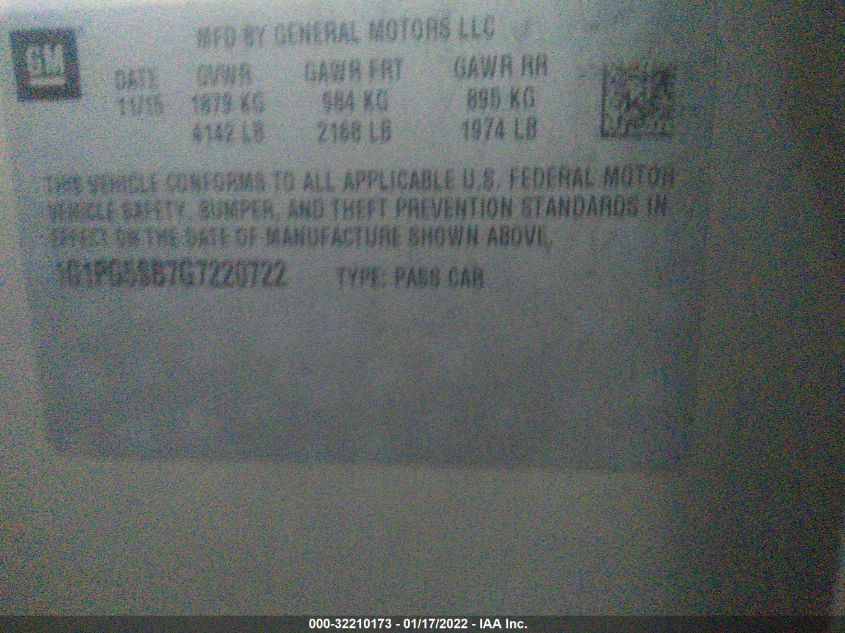 MFD BY GENERAL MOTORS LLC
GM
DATE GVWR GAWR FRT GAWR RR
11/15 1879 KG 984 KG 895 KG
4142 LB 2168 LB 1974 LB
THIS VEHICLE CONFORMS TO ALL APPLICABLE U.S. FEDERAL MOTOR
VEHICLE SAFETY, BUMPER, AND THEFT PREVENTION STANDARDS IN
EFFECT ON THE DATE OF MANUFACTURE SHOWN ABOVE.
TYPE: PASS CAR
000-32210173 - 01/17/2022 - IAA Inc.